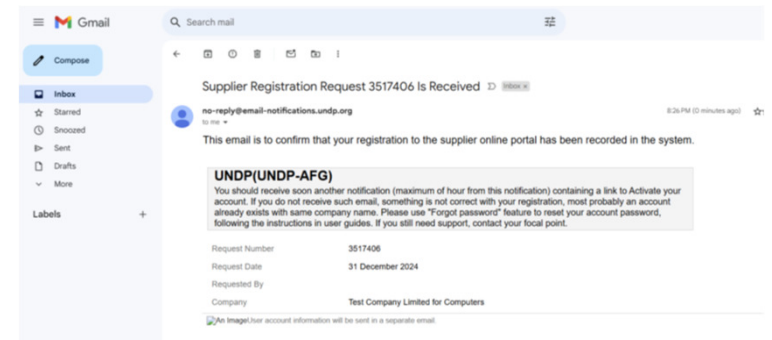 Gmail
Search mail
Compose
Inbox
Starred
Snoozed
Sent
Drafts
More
Labels
Supplier Registration Request 3517406 Is Received
Inbox x
no-reply@email-notifications.undp.org
8:26 PM (0 minutes ago)
to me
This email is to confirm that your registration to the supplier online portal has been recorded in the system.
UNDP(UNDP-AFG)
You should receive soon another notification (maximum of hour from this notification) containing a link to Activate your
account. If you do not receive such email, something is not correct with your registration, most probably an account
already exists with same company name. Please use "Forgot password" feature to reset your account password,
following the instructions in user guides. If you still need support, contact your focal point.
Request Number 3517406
Request Date 31 December 2024
Requested By
Company Test Company Limited for Computers
An ImageUser account information will be sent in a separate email.